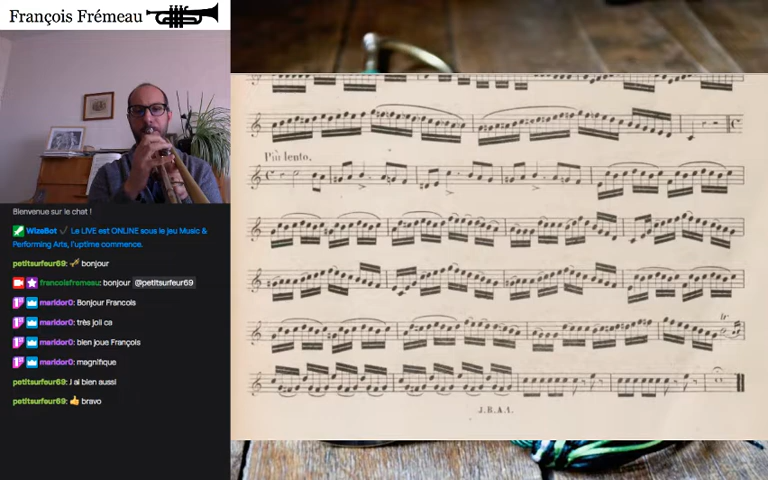 François Frémeau
Bienvenue sur le chat !
WizeBot ✓ Le LIVE est ONLINE sous le jeu Music &
Performing Arts, l'uptime commence.
petitsurfeur69: 🎺 bonjour
francoisfremeau: bonjour @petitsurfeur69
maridor0: Bonjour Francois
maridor0: très joli ca
maridor0: bien joue François
maridor0: magnifique
petitsurfeur69: J ai bien aussi
petitsurfeur69: 👍 bravo
Più lento.
tr
J.B.A.1.